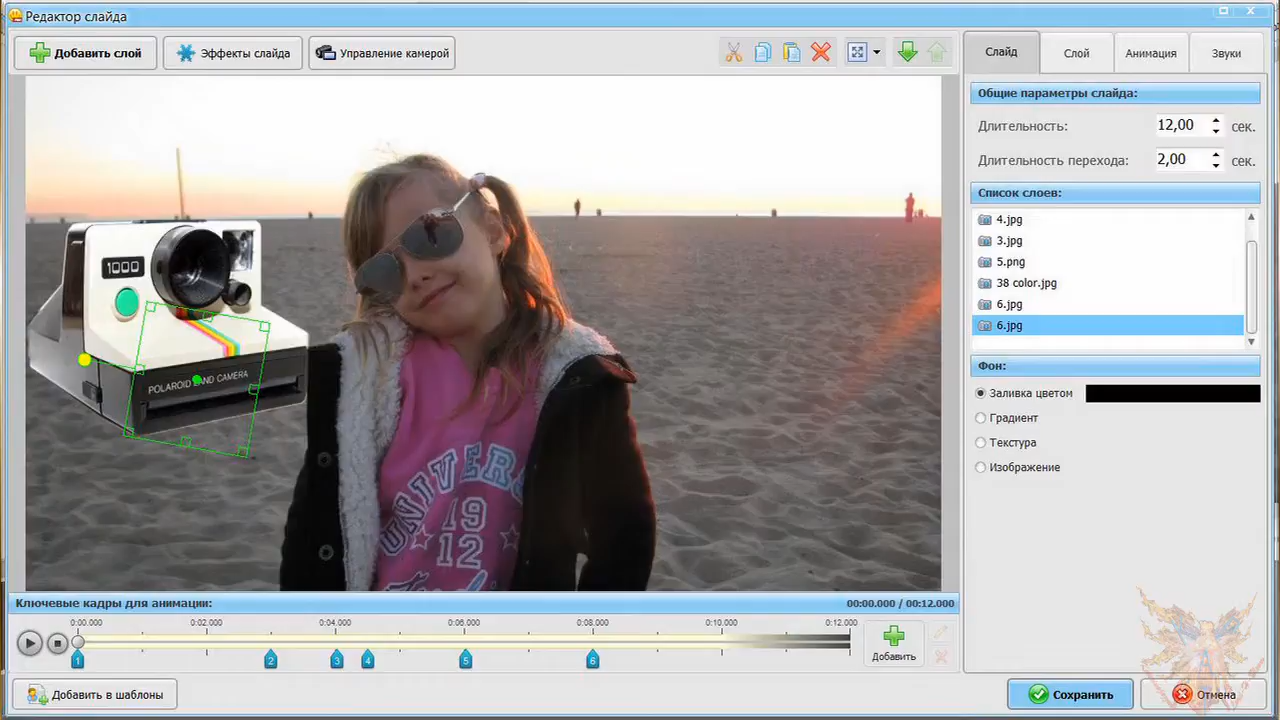 Редактор слайда
Добавить слой
Эффекты слайда
Управление камерой
1000
POLAROID LAND CAMERA
UNIVERS
19
12
Ключевые кадры для анимации:
00:00.000 / 00:12.000
0:00.000 0:02.000 0:04.000 0:06.000 0:08.000 0:10.000 0:12.000
1 2 3 4 5 6
Добавить
Добавить в шаблоны
Слайд
Слой
Анимация
Звуки
Общие параметры слайда:
Длительность: 12,00 сек.
Длительность перехода: 2,00 сек.
Список слоев:
4.jpg
3.jpg
5.png
38 color.jpg
6.jpg
6.jpg
Фон:
Заливка цветом
Градиент
Текстура
Изображение
Сохранить
Отмена